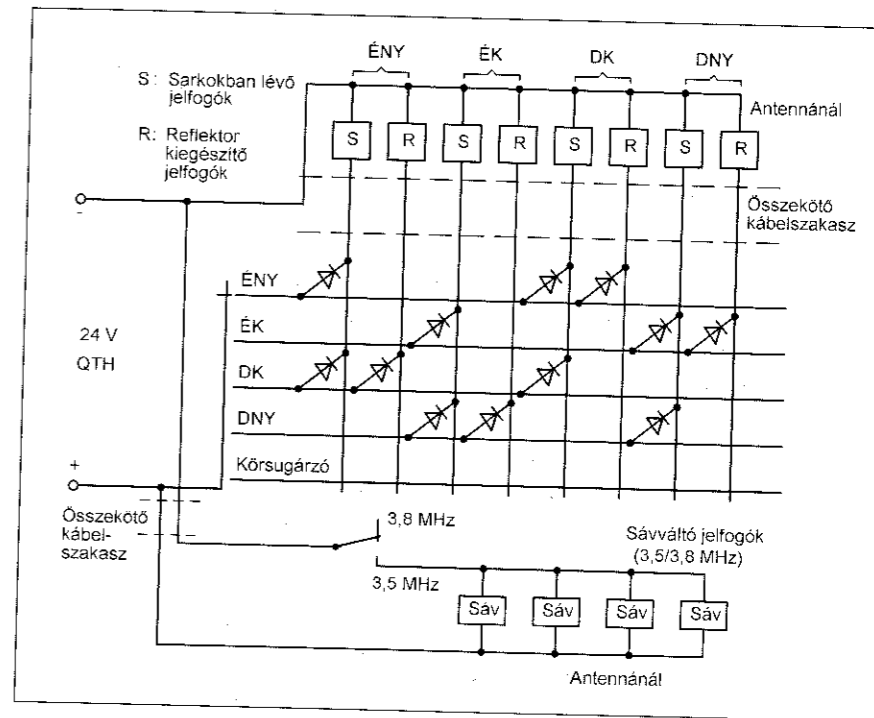 ÉNY
ÉK
DK
DNY
S: Sarkokban lévő
jelfogók
R: Reflektor
kiegészítő
jelfogók
Antennánál
S
R
S
R
S
R
S
R
Összekötő
kábelszakasz
-
24 V
QTH
ÉNY
ÉK
DK
DNY
Körsugárzó
+
Összekötő
kábel-
szakasz
3,8 MHz
3,5 MHz
Sávváltó jelfogók
(3,5/3,8 MHz)
Sáv
Sáv
Sáv
Sáv
Antennánál